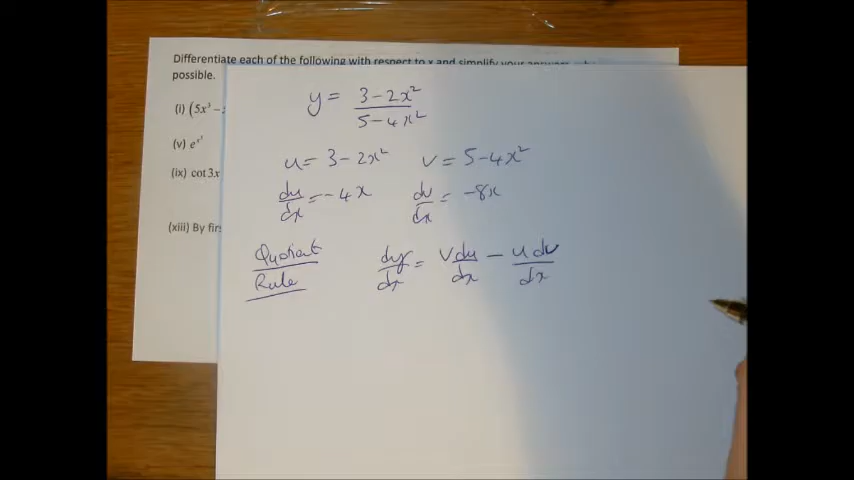 Differentiate each of the following with respect to x and simplify your answers
possible.
(i) (5x³ –
(v) eˣ³
(ix) cot 3x
(xiii) By firs
y = (3 – 2x²)/(5 – 4x²)
u = 3 – 2x² v = 5 – 4x²
du/dx = – 4x dv/dx = –8x
Quotient
Rule
dy/dx = v du/dx – u dv/dx